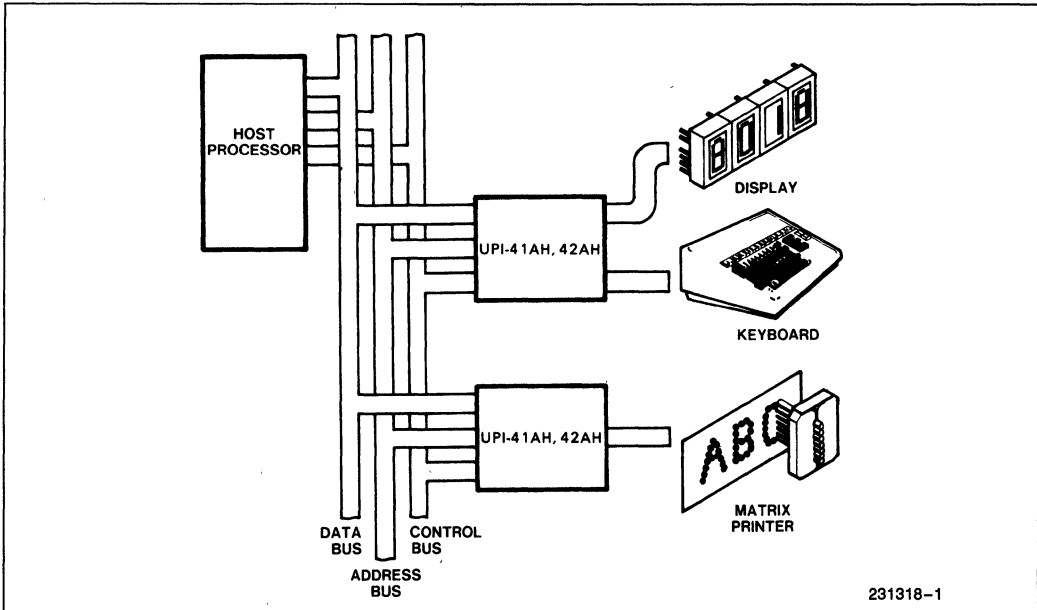 HOST
PROCESSOR
DISPLAY
UPI-41AH, 42AH
KEYBOARD
UPI-41AH, 42AH
ABC
MATRIX
PRINTER
DATA
BUS
CONTROL
BUS
ADDRESS
BUS
231318-1